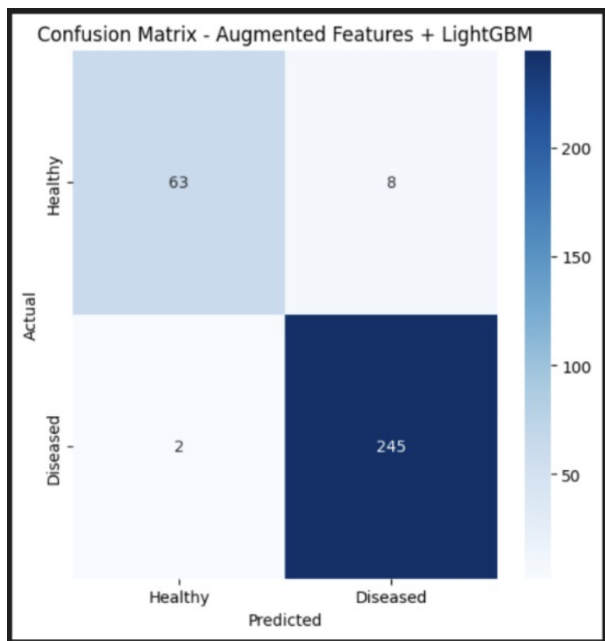 Confusion Matrix - Augmented Features + LightGBM
Healthy
63
8
200
150
Actual
100
Diseased
2
245
50
Healthy
Diseased
Predicted